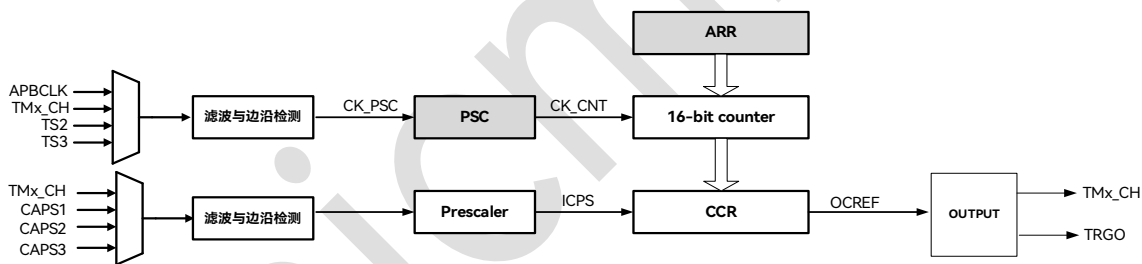 ARR
APBCLK
TMx_CH
TS2
TS3
滤波与边沿检测
CK_PSC
PSC
CK_CNT
16-bit counter
TMx_CH
CAPS1
CAPS2
CAPS3
滤波与边沿检测
Prescaler
ICPS
CCR
OCREF
OUTPUT
TMx_CH
TRGO